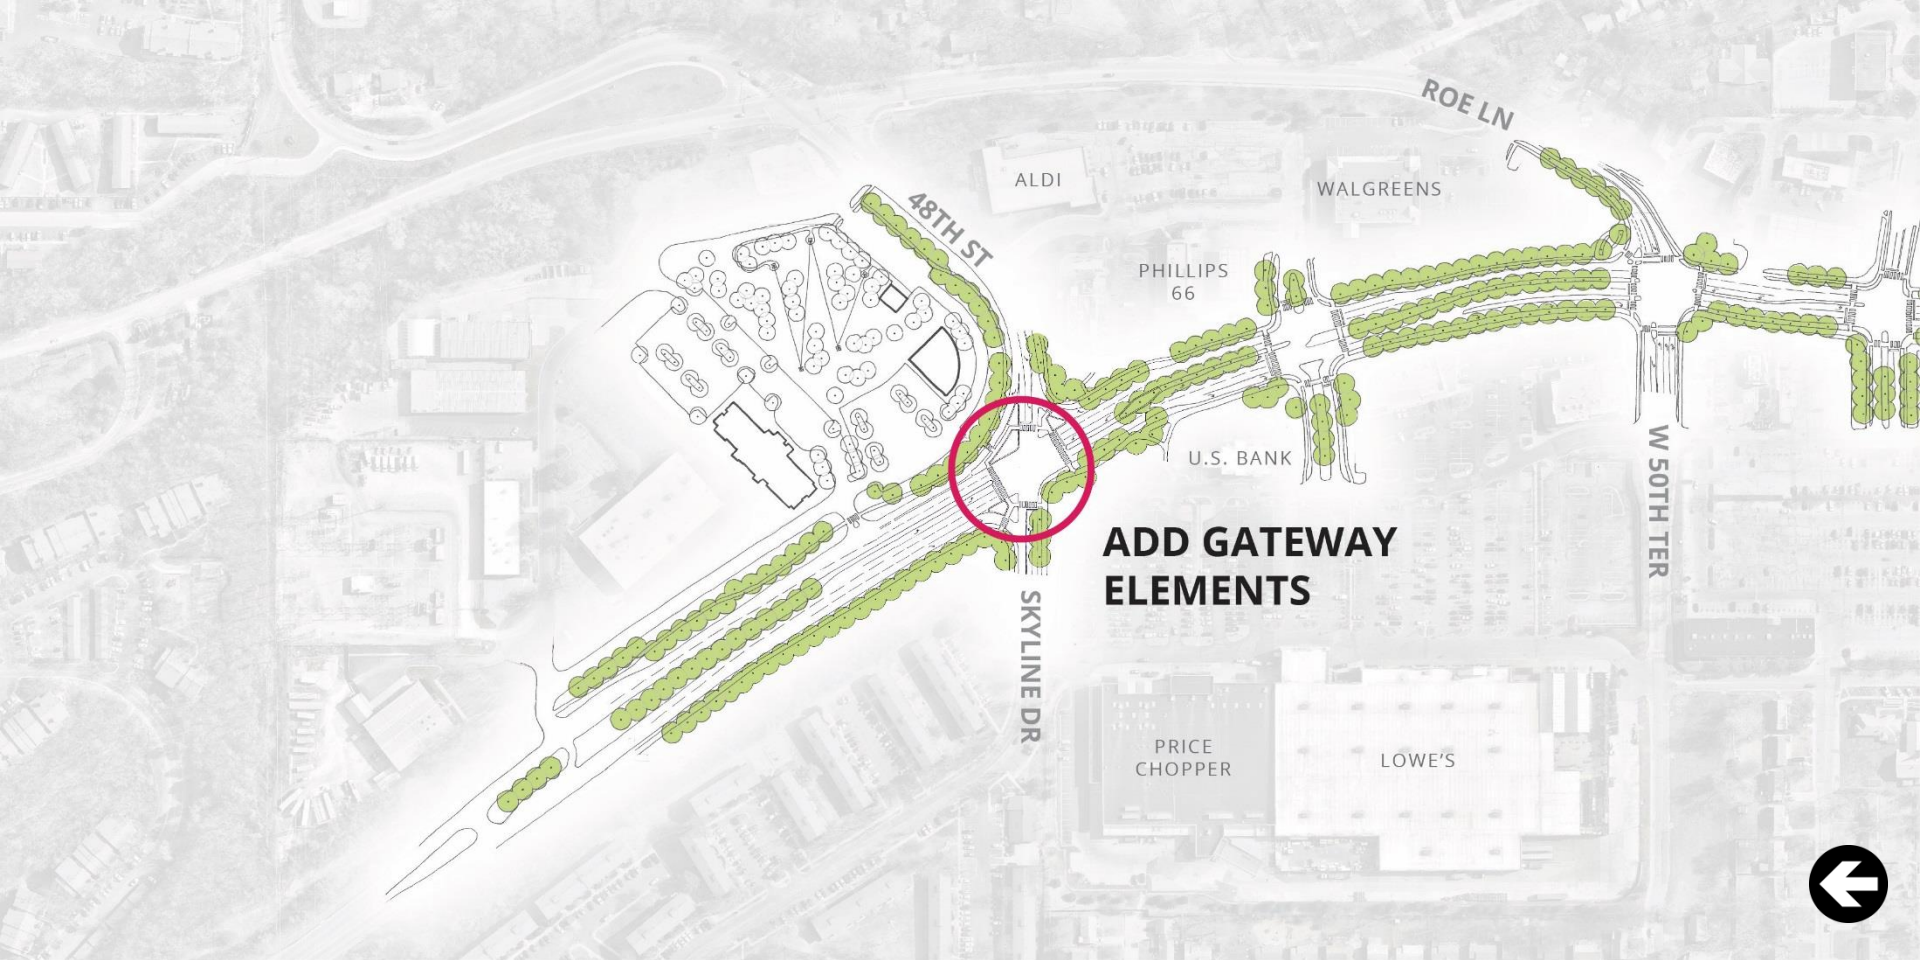 ROE LN
ALDI
WALGREENS
48TH ST
PHILLIPS
66
U.S. BANK
W 50TH TER
ADD GATEWAY
ELEMENTS
SKYLINE DR
PRICE
CHOPPER
LOWE'S